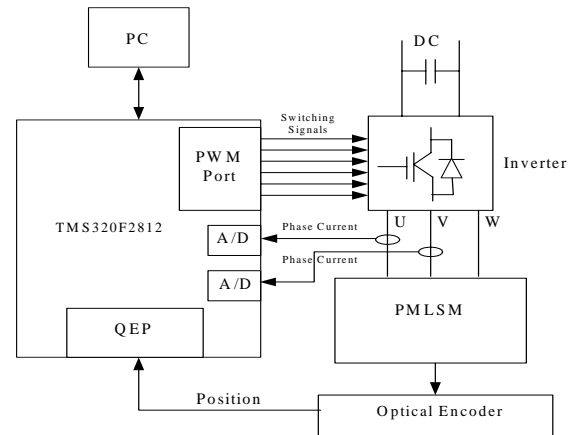 PC
DC
Switching
Signals
PWM
Port
Inverter
TMS320F2812
U
V
W
A/D
Phase Current
Phase Current
A/D
PMLSM
QEP
Position
Optical Encoder